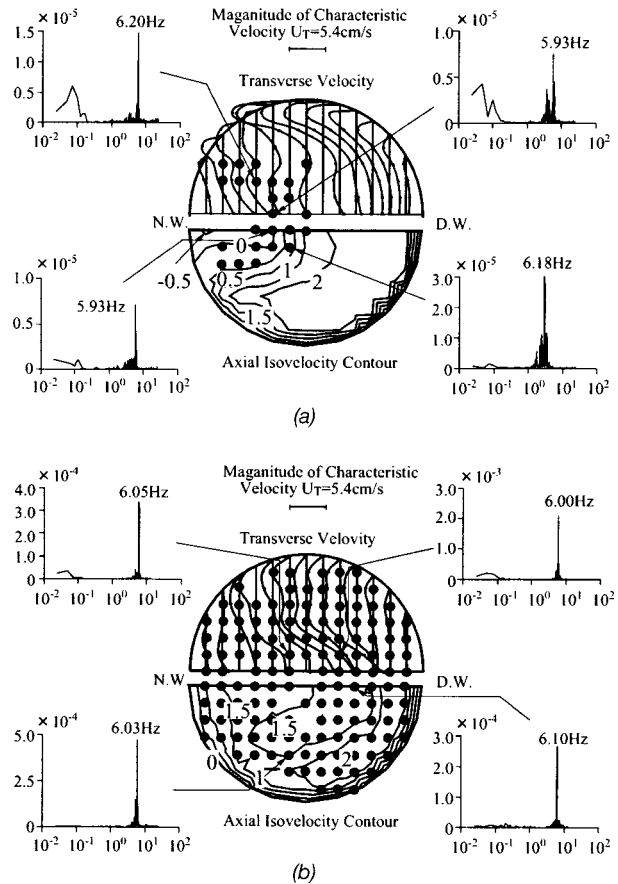 Maganitude of Characteristic
Velocity UT=5.4cm/s
Transverse Velocity
× 10-5
6.20Hz
1.5
1.0
0.5
0
10-2 10-1 100 101 102
× 10-5
5.93Hz
1.0
0.5
0
10-2 10-1 100 101 102
N.W.
D.W.
0
-0.5
0.5
1
2
1.5
× 10-5
5.93Hz
1.0
0.5
0
10-2 10-1 100 101 102
× 10-5
6.18Hz
3.0
2.0
1.0
0
10-2 10-1 100 101 102
Axial Isovelocity Contour
(a)
Maganitude of Characteristic
Velocity UT=5.4cm/s
Transverse Velovity
× 10-4
6.05Hz
4.0
3.0
2.0
1.0
0.0
10-2 10-1 100 101 102
× 10-3
6.00Hz
3.0
2.0
1.0
0.0
10-2 10-1 100 101 102
N.W
D.W.
1.5
1.5
0
1
2
× 10-4
6.03Hz
5.0
2.5
0.0
10-2 10-1 100 101 102
× 10-4
6.10Hz
3.0
2.0
1.0
0.0
10-2 10-1 100 101 102
Axial Isovelocity Contour
(b)